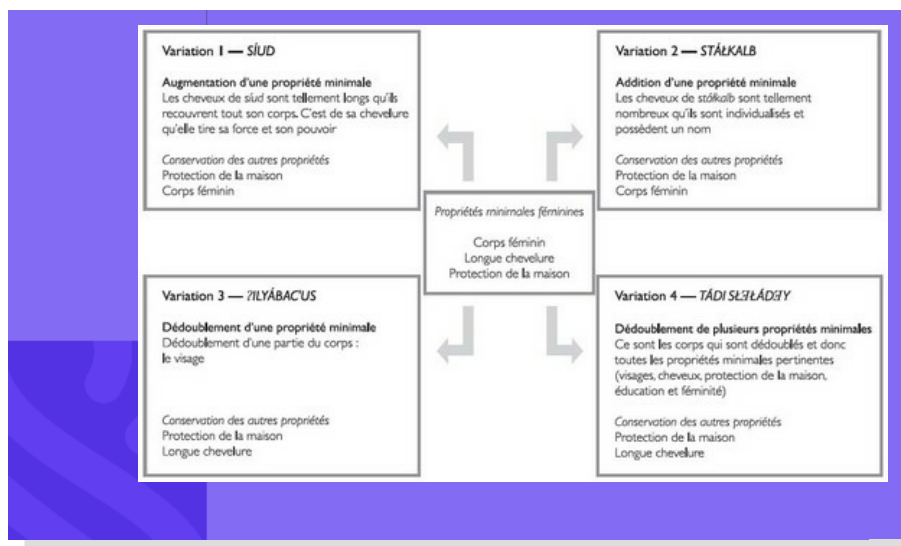 Variation 1 — SÍUD
Augmentation d'une propriété minimale
Les cheveux de síud sont tellement longs qu'ils
recouvrent tout son corps. C'est de sa chevelure
qu'elle tire sa force et son pouvoir
Conservation des autres propriétés
Protection de la maison
Corps féminin
Variation 2 — STÁŁKALB
Addition d'une propriété minimale
Les cheveux de stáłkalb sont tellement
nombreux qu'ils sont individualisés et
possèdent un nom
Conservation des autres propriétés
Protection de la maison
Corps féminin
Propriétés minimales féminines
Corps féminin
Longue chevelure
Protection de la maison
Variation 3 — ʔILYÁBAC'US
Dédoublement d'une propriété minimale
Dédoublement d'une partie du corps :
le visage
Conservation des autres propriétés
Protection de la maison
Longue chevelure
Variation 4 — TÁDI SŁƎŁÁDƎY
Dédoublement de plusieurs propriétés minimales
Ce sont les corps qui sont dédoublés et donc
toutes les propriétés minimales pertinentes
(visages, cheveux, protection de la maison,
éducation et féminité)
Conservation des autres propriétés
Protection de la maison
Longue chevelure